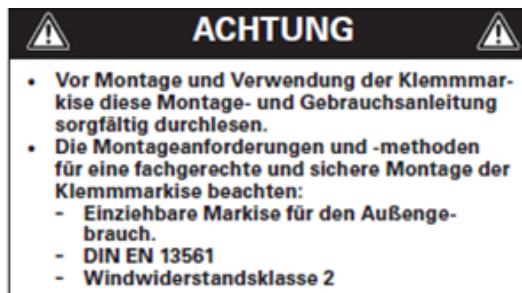 ACHTUNG
• Vor Montage und Verwendung der Klemmmar-
kise diese Montage- und Gebrauchsanleitung
sorgfältig durchlesen.
• Die Montageanforderungen und -methoden
für eine fachgerechte und sichere Montage der
Klemmmarkise beachten:
- Einziehbare Markise für den Außenge-
brauch.
- DIN EN 13561
- Windwiderstandsklasse 2